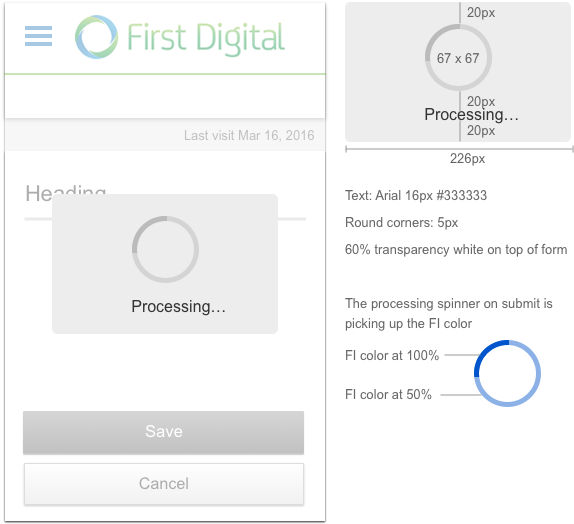 First Digital
Last visit Mar 16, 2016
Heading
Processing…
Save
Cancel
20px
67 x 67
20px
Processing…
20px
226px
Text: Arial 16px #333333
Round corners: 5px
60% transparency white on top of form
The processing spinner on submit is
picking up the FI color
FI color at 100%
FI color at 50%